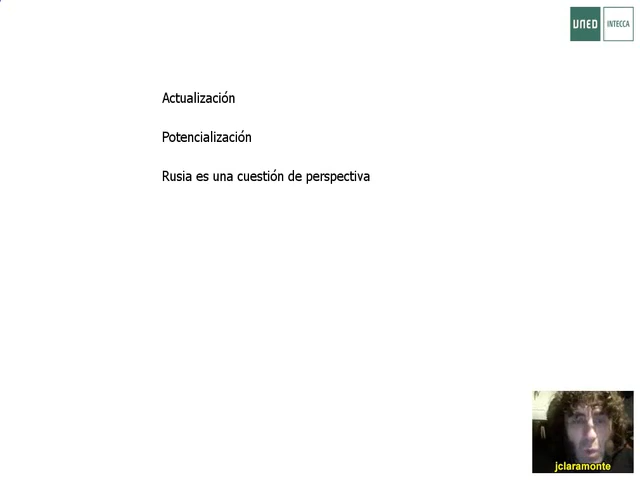 UNED INTECCA
Actualización
Potencialización
Rusia es una cuestión de perspectiva
jclaramonte